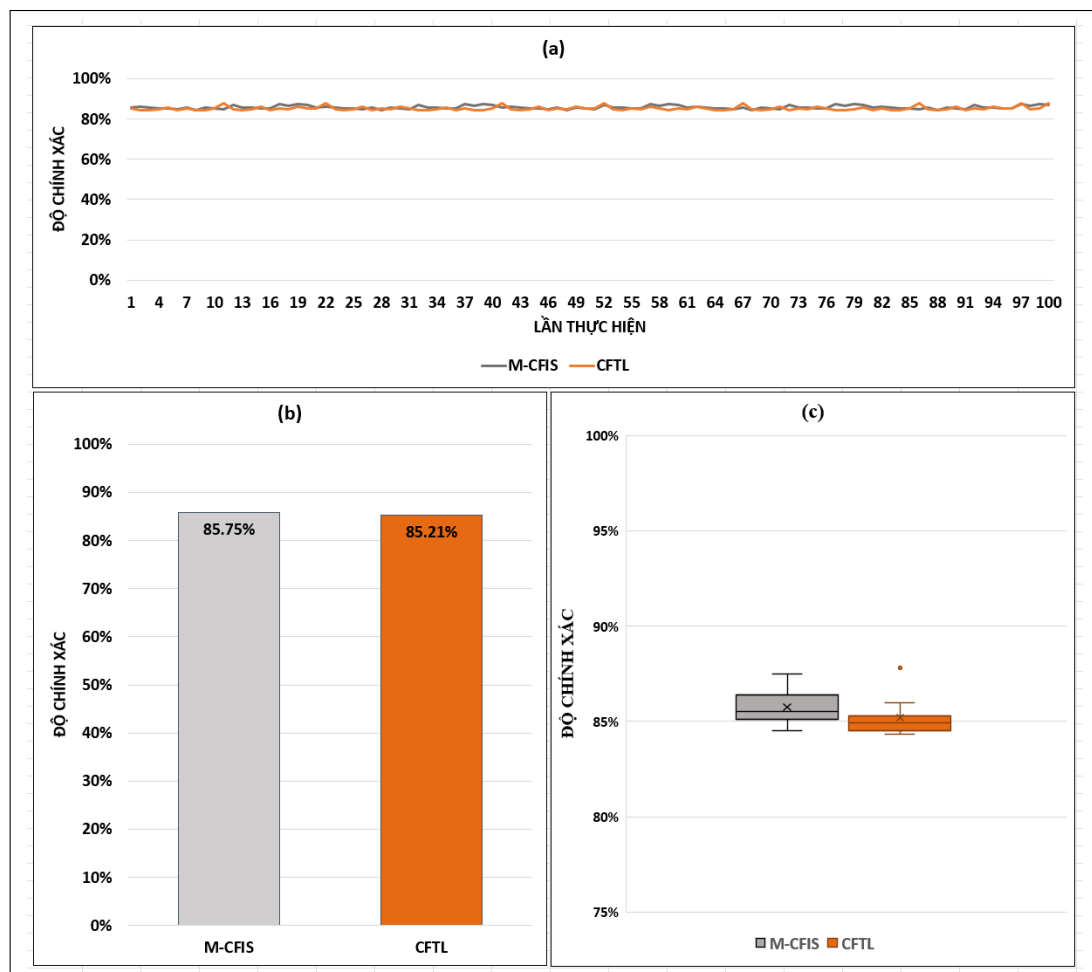 (a)
100%
80%
60%
40%
20%
0%
ĐỘ CHÍNH XÁC
1 4 7 10 13 16 19 22 25 28 31 34 37 40 43 46 49 52 55 58 61 64 67 70 73 76 79 82 85 88 91 94 97 100
LẦN THỰC HIỆN
M-CFIS CFTL
(b)
100%
90%
80%
70%
60%
50%
40%
30%
20%
10%
0%
ĐỘ CHÍNH XÁC
85.75% 85.21%
M-CFIS CFTL
(c)
100%
95%
90%
85%
80%
75%
ĐỘ CHÍNH XÁC
M-CFIS CFTL